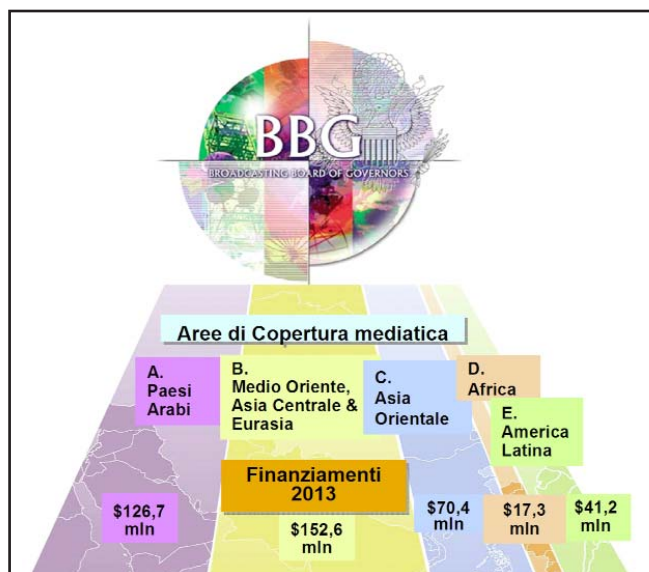 BBG
BROADCASTING BOARD OF GOVERNORS
Aree di Copertura mediatica
A.
Paesi
Arabi
B.
Medio Oriente,
Asia Centrale &
Eurasia
C.
Asia
Orientale
D.
Africa
E.
America
Latina
Finanziamenti
2013
$126,7
mln
$152,6
mln
$70,4
mln
$17,3
mln
$41,2
mln